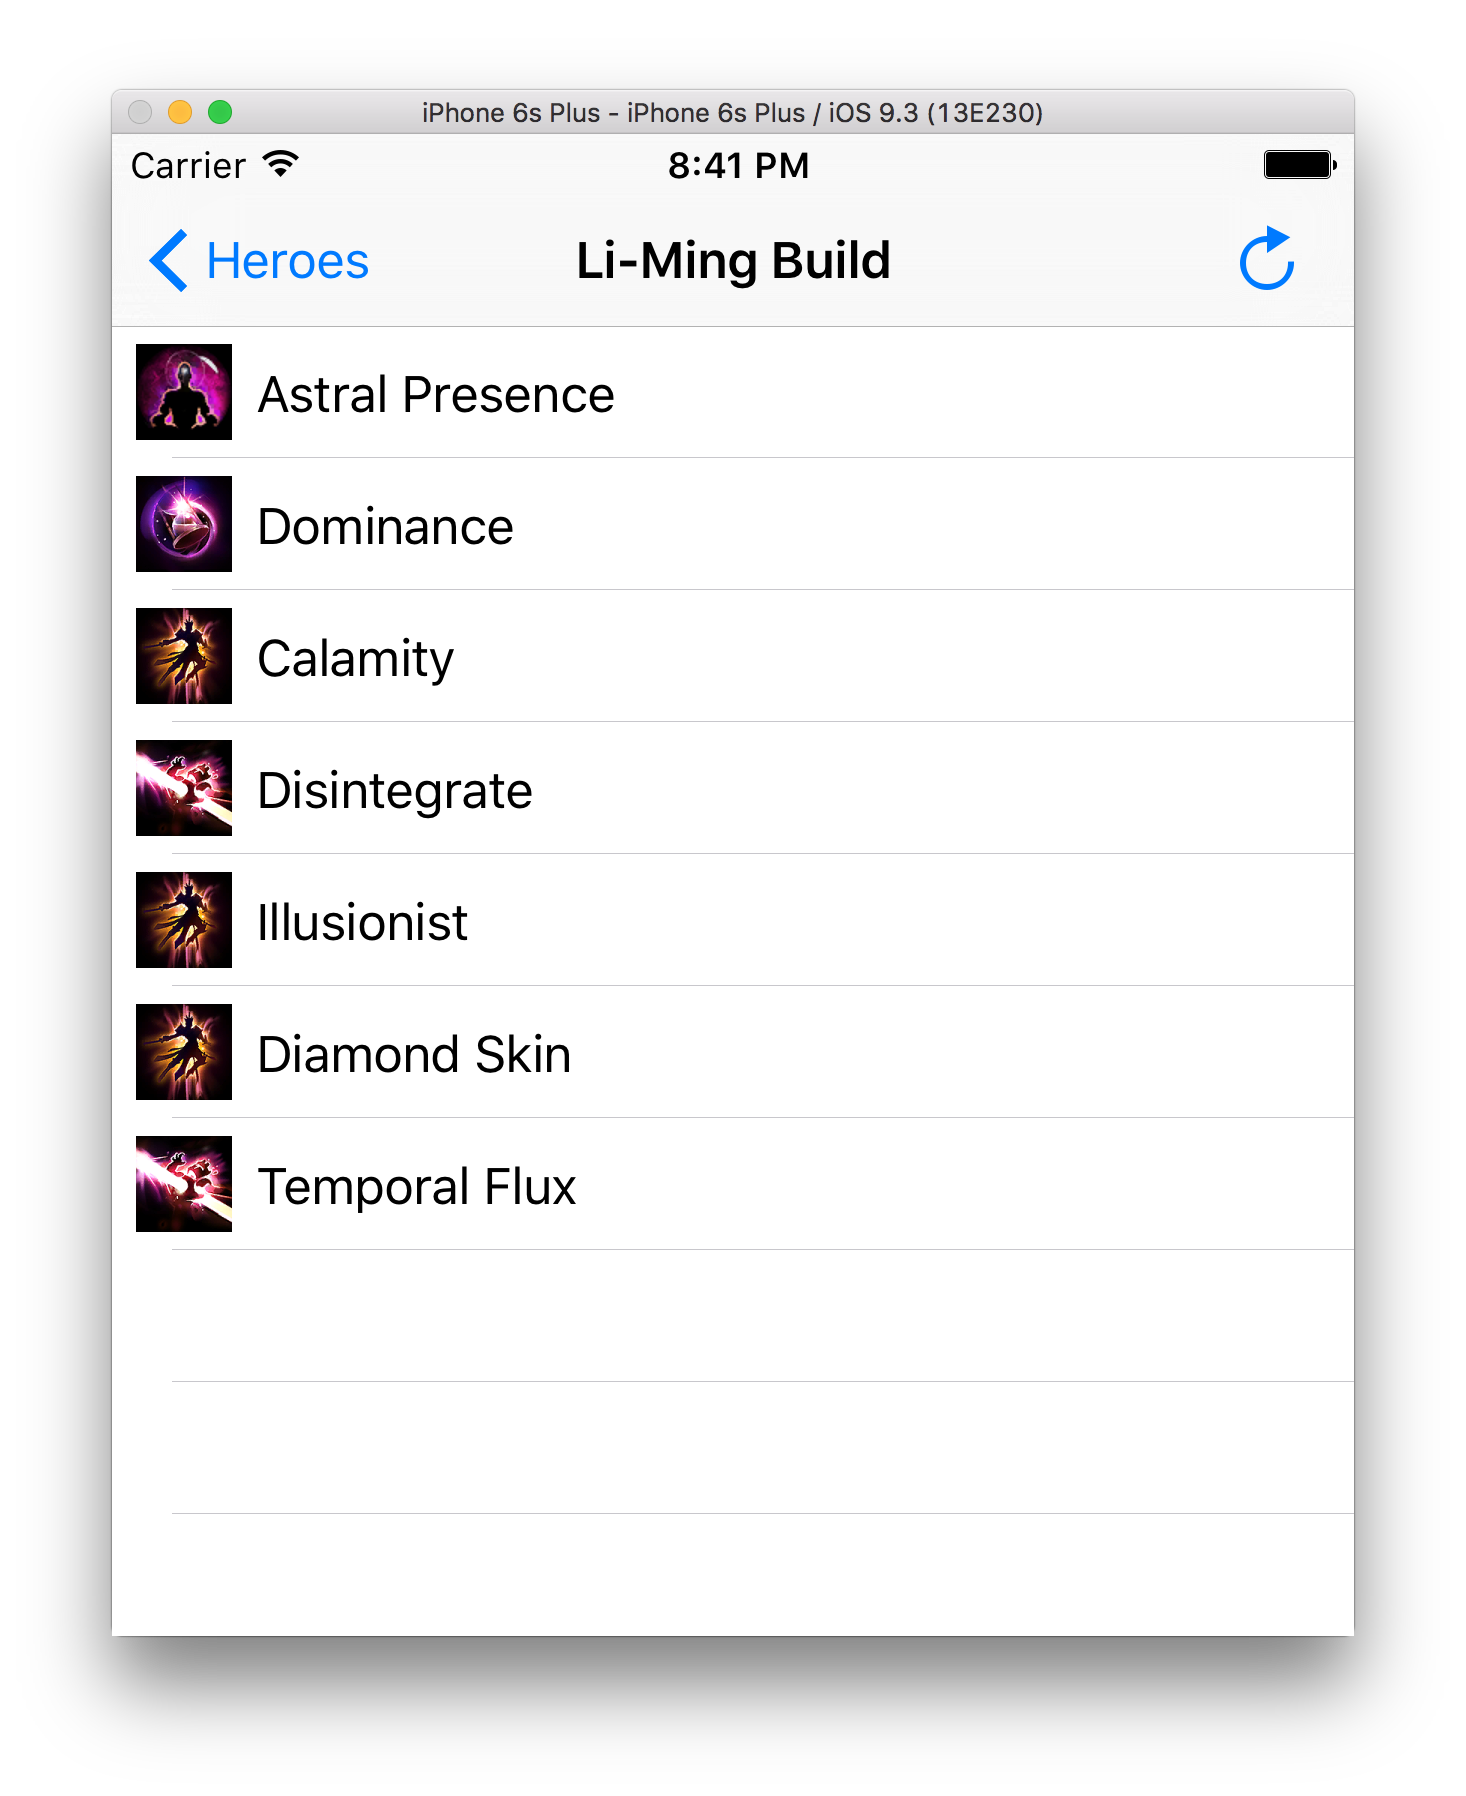 iPhone 6s Plus - iPhone 6s Plus / iOS 9.3 (13E230)
Carrier 8:41 PM
Heroes Li-Ming Build
Astral Presence
Dominance
Calamity
Disintegrate
Illusionist
Diamond Skin
Temporal Flux